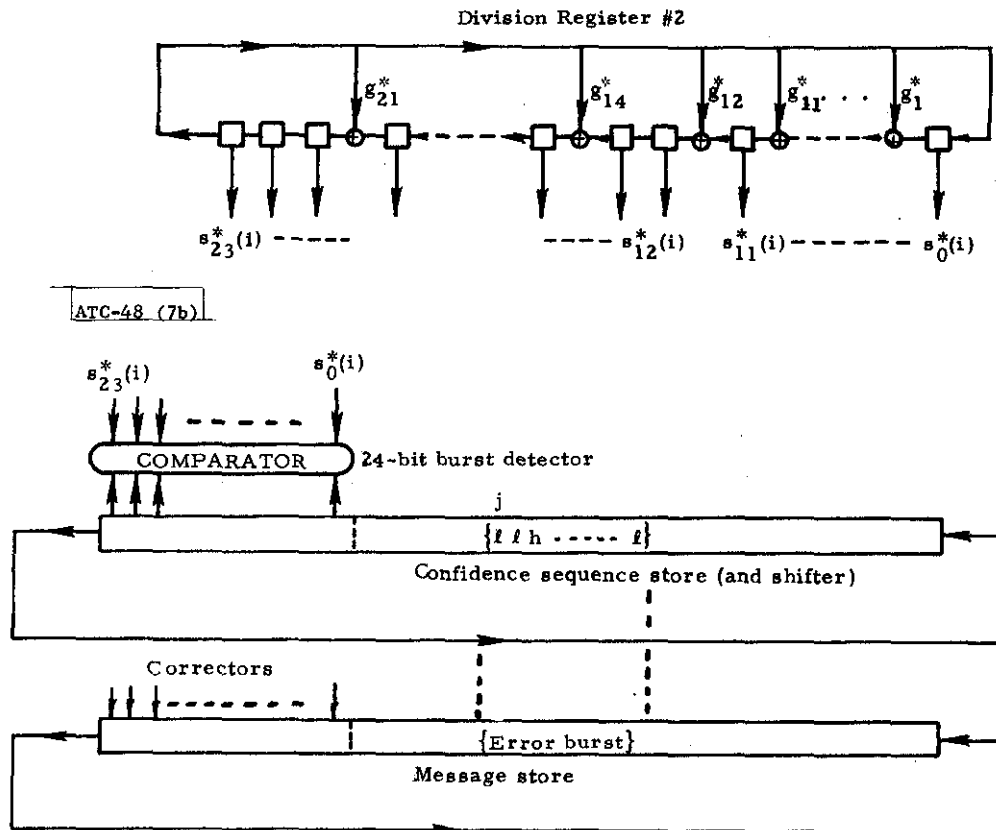 Division Register #2
g*21 g*14 g*12 g*11 . . . g*1
s*23(i) ----- ----- s*12(i) s*11(i) ------ s*0(i)
ATC-48 (7b)
s*23(i) s*0(i)
COMPARATOR 24-bit burst detector
j
{ℓ ℓ h ----- ℓ}
Confidence sequence store (and shifter)
Correctors
{Error burst}
Message store